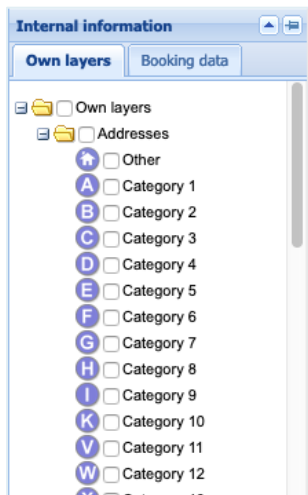 Internal information
Own layers Booking data
Own layers
Addresses
Other
A Category 1
B Category 2
C Category 3
D Category 4
E Category 5
F Category 6
G Category 7
H Category 8
I Category 9
K Category 10
V Category 11
W Category 12